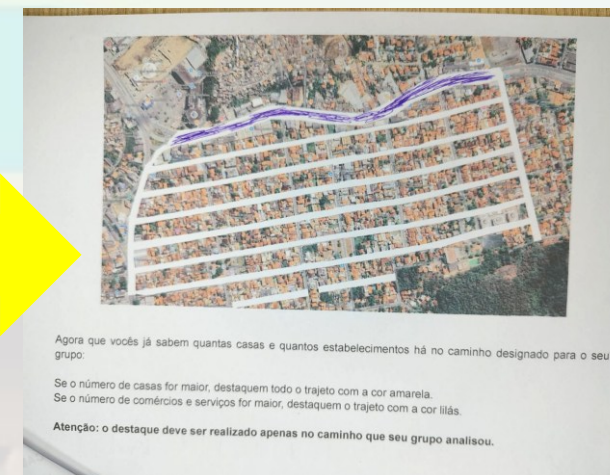 Agora que vocês já sabem quantas casas e quantos estabelecimentos há no caminho designado para o seu
grupo:
Se o número de casas for maior, destaquem todo o trajeto com a cor amarela.
Se o número de comércios e serviços for maior, destaquem o trajeto com a cor lilás.
Atenção: o destaque deve ser realizado apenas no caminho que seu grupo analisou.